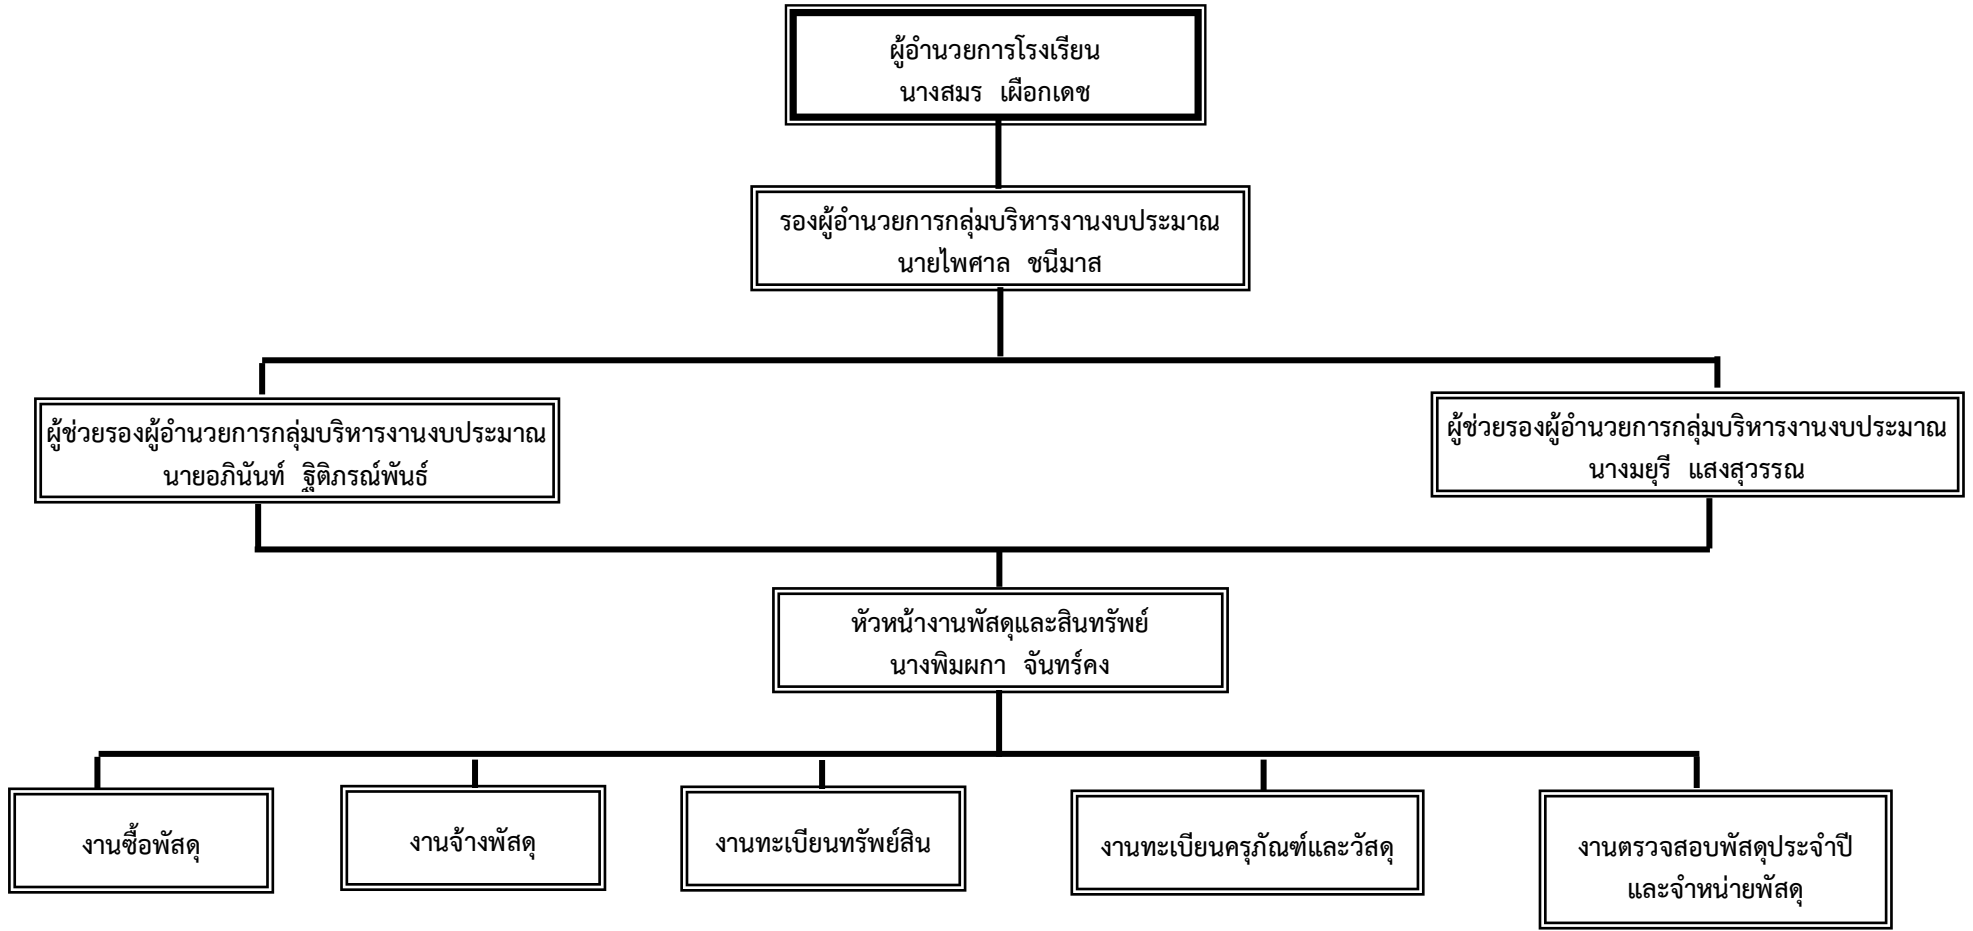 ผู้อำนวยการโรงเรียน
นางสมร เผือกเดช
รองผู้อำนวยการกลุ่มบริหารงานงบประมาณ
นายไพศาล ชนีมาส
ผู้ช่วยรองผู้อำนวยการกลุ่มบริหารงานงบประมาณ
นายอภินันท์ ฐิติภรณ์พันธ์
ผู้ช่วยรองผู้อำนวยการกลุ่มบริหารงานงบประมาณ
นางมยุรี แสงสุวรรณ
หัวหน้างานพัสดุและสินทรัพย์
นางพิมผกา จันทร์คง
งานซื้อพัสดุ
งานจ้างพัสดุ
งานทะเบียนทรัพย์สิน
งานทะเบียนครุภัณฑ์และวัสดุ
งานตรวจสอบพัสดุประจำปี
และจำหน่ายพัสดุ